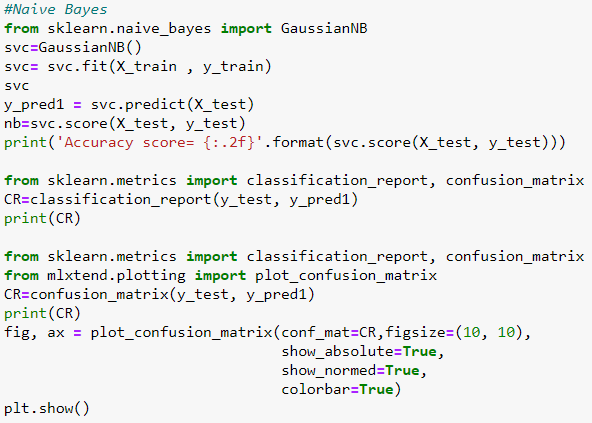 #Naive Bayes
from sklearn.naive_bayes import GaussianNB
svc=GaussianNB()
svc= svc.fit(X_train , y_train)
svc
y_pred1 = svc.predict(X_test)
nb=svc.score(X_test, y_test)
print('Accuracy score= {:.2f}'.format(svc.score(X_test, y_test)))

from sklearn.metrics import classification_report, confusion_matrix
CR=classification_report(y_test, y_pred1)
print(CR)

from sklearn.metrics import classification_report, confusion_matrix
from mlxtend.plotting import plot_confusion_matrix
CR=confusion_matrix(y_test, y_pred1)
print(CR)
fig, ax = plot_confusion_matrix(conf_mat=CR,figsize=(10, 10),
                                show_absolute=True,
                                show_normed=True,
                                colorbar=True)
plt.show()